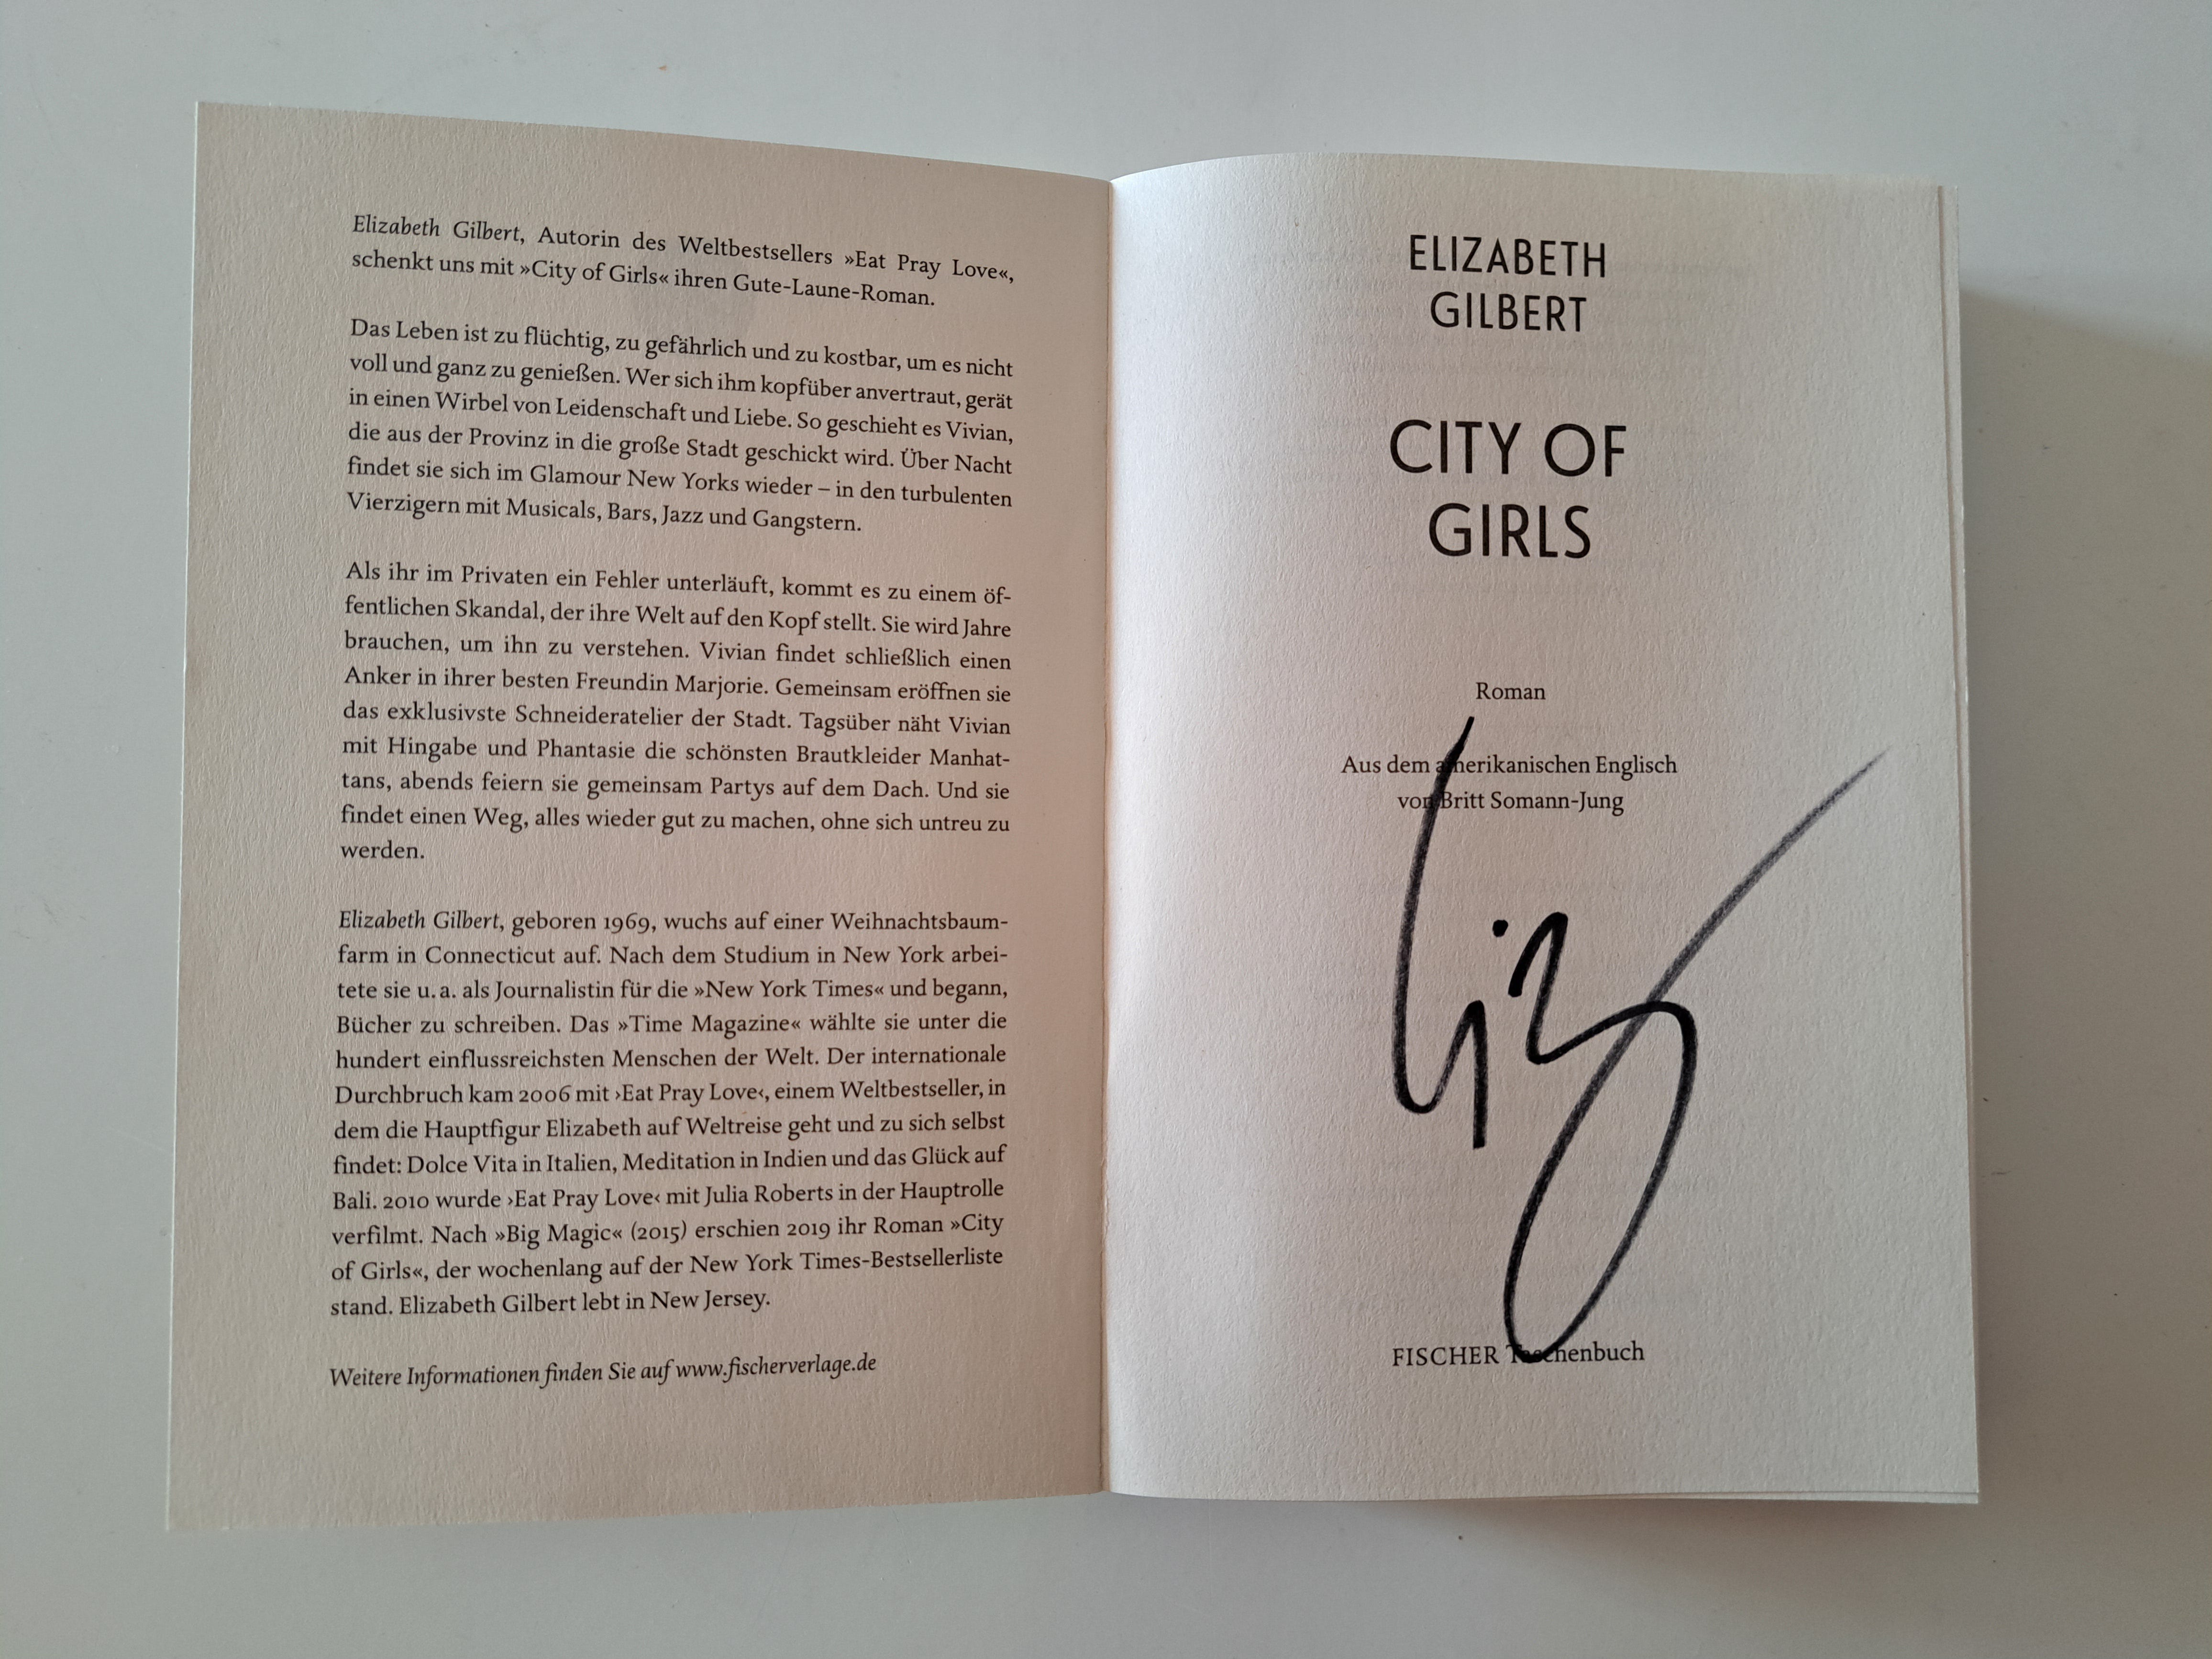 Elizabeth Gilbert, Autorin des Weltbestsellers »Eat Pray Love«,
schenkt uns mit »City of Girls« ihren Gute-Laune-Roman.
Das Leben ist zu flüchtig, zu gefährlich und zu kostbar, um es nicht
voll und ganz zu genießen. Wer sich ihm kopfüber anvertraut, gerät
in einen Wirbel von Leidenschaft und Liebe. So geschieht es Vivian,
die aus der Provinz in die große Stadt geschickt wird. Über Nacht
findet sie sich im Glamour New Yorks wieder – in den turbulenten
Vierzigern mit Musicals, Bars, Jazz und Gangstern.
Als ihr im Privaten ein Fehler unterläuft, kommt es zu einem öf-
fentlichen Skandal, der ihre Welt auf den Kopf stellt. Sie wird Jahre
brauchen, um ihn zu verstehen. Vivian findet schließlich einen
Anker in ihrer besten Freundin Marjorie. Gemeinsam eröffnen sie
das exklusivste Schneideratelier der Stadt. Tagsüber näht Vivian
mit Hingabe und Phantasie die schönsten Brautkleider Manhat-
tans, abends feiern sie gemeinsam Partys auf dem Dach. Und sie
findet einen Weg, alles wieder gut zu machen, ohne sich untreu zu
werden.
Elizabeth Gilbert, geboren 1969, wuchs auf einer Weihnachtsbaum-
farm in Connecticut auf. Nach dem Studium in New York arbei-
tete sie u. a. als Journalistin für die »New York Times« und begann,
Bücher zu schreiben. Das »Time Magazine« wählte sie unter die
hundert einflussreichsten Menschen der Welt. Der internationale
Durchbruch kam 2006 mit ›Eat Pray Love‹, einem Weltbestseller, in
dem die Hauptfigur Elizabeth auf Weltreise geht und zu sich selbst
findet: Dolce Vita in Italien, Meditation in Indien und das Glück auf
Bali. 2010 wurde ›Eat Pray Love‹ mit Julia Roberts in der Hauptrolle
verfilmt. Nach »Big Magic« (2015) erschien 2019 ihr Roman »City
of Girls«, der wochenlang auf der New York Times-Bestsellerliste
stand. Elizabeth Gilbert lebt in New Jersey.
Weitere Informationen finden Sie auf www.fischerverlage.de
ELIZABETH
GILBERT
CITY OF
GIRLS
Roman
Aus dem amerikanischen Englisch
von Britt Somann-Jung
Liz
FISCHER Taschenbuch